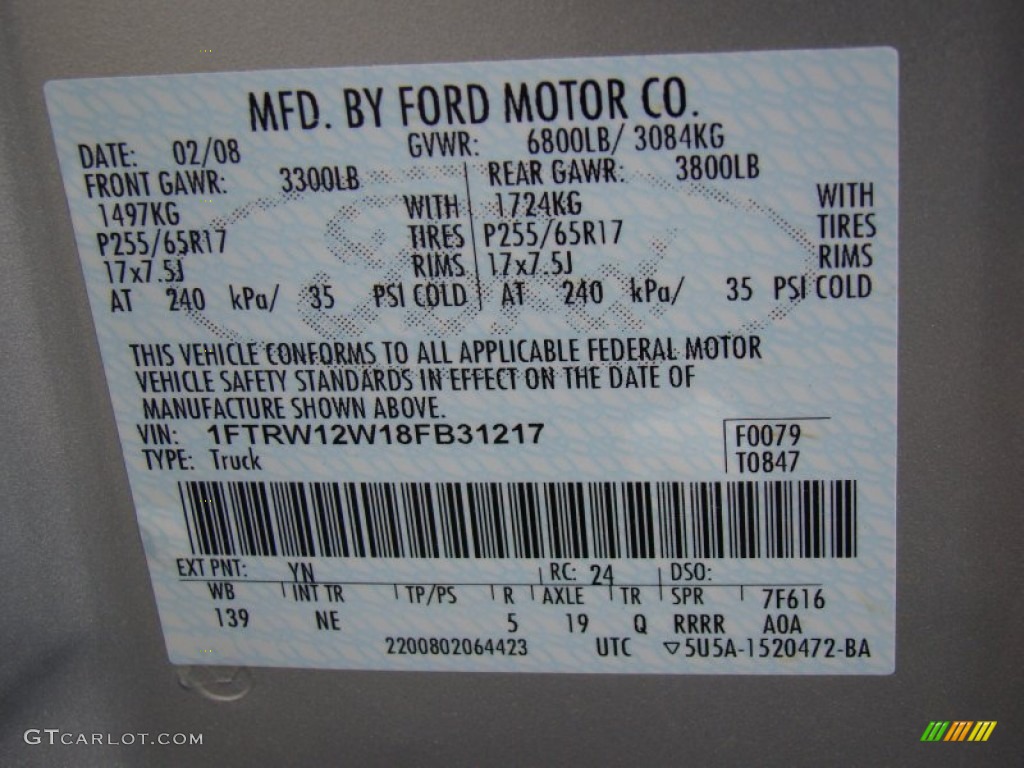 MFD. BY FORD MOTOR CO.
DATE: 02/08 GVWR: 6800LB/ 3084KG
FRONT GAWR: 3300LB REAR GAWR: 3800LB
1497KG WITH 1724KG WITH
P255/65R17 TIRES P255/65R17 TIRES
17x7.5J RIMS 17x7.5J RIMS
AT 240 kPa/ 35 PSI COLD AT 240 kPa/ 35 PSI COLD
THIS VEHICLE CONFORMS TO ALL APPLICABLE FEDERAL MOTOR
VEHICLE SAFETY STANDARDS IN EFFECT ON THE DATE OF
MANUFACTURE SHOWN ABOVE.
VIN: 1FTRW12W18FB31217 F0079
TYPE: Truck T0847
EXT PNT: YN RC: 24 DSO:
WB INT TR TP/PS R AXLE TR SPR 7F616
139 NE 5 19 Q RRRR A0A
2200802064423 UTC ▽5U5A-1520472-BA
GTCARLOT.COM